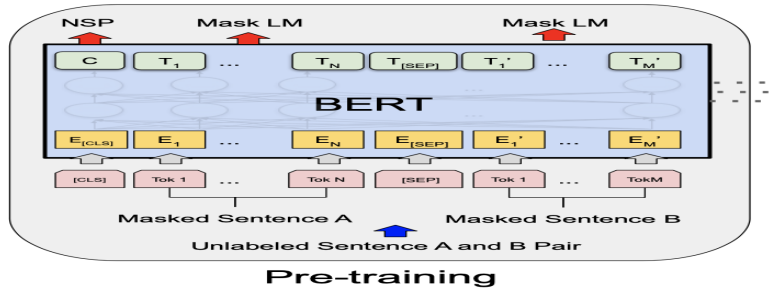 NSP Mask LM Mask LM
C T1 ... TN T[SEP] T1' ... TM'
BERT
E[CLS] E1 ... EN E[SEP] E1' ... EM'
[CLS] Tok 1 ... Tok N [SEP] Tok 1 ... TokM
Masked Sentence A Masked Sentence B
Unlabeled Sentence A and B Pair
Pre-training